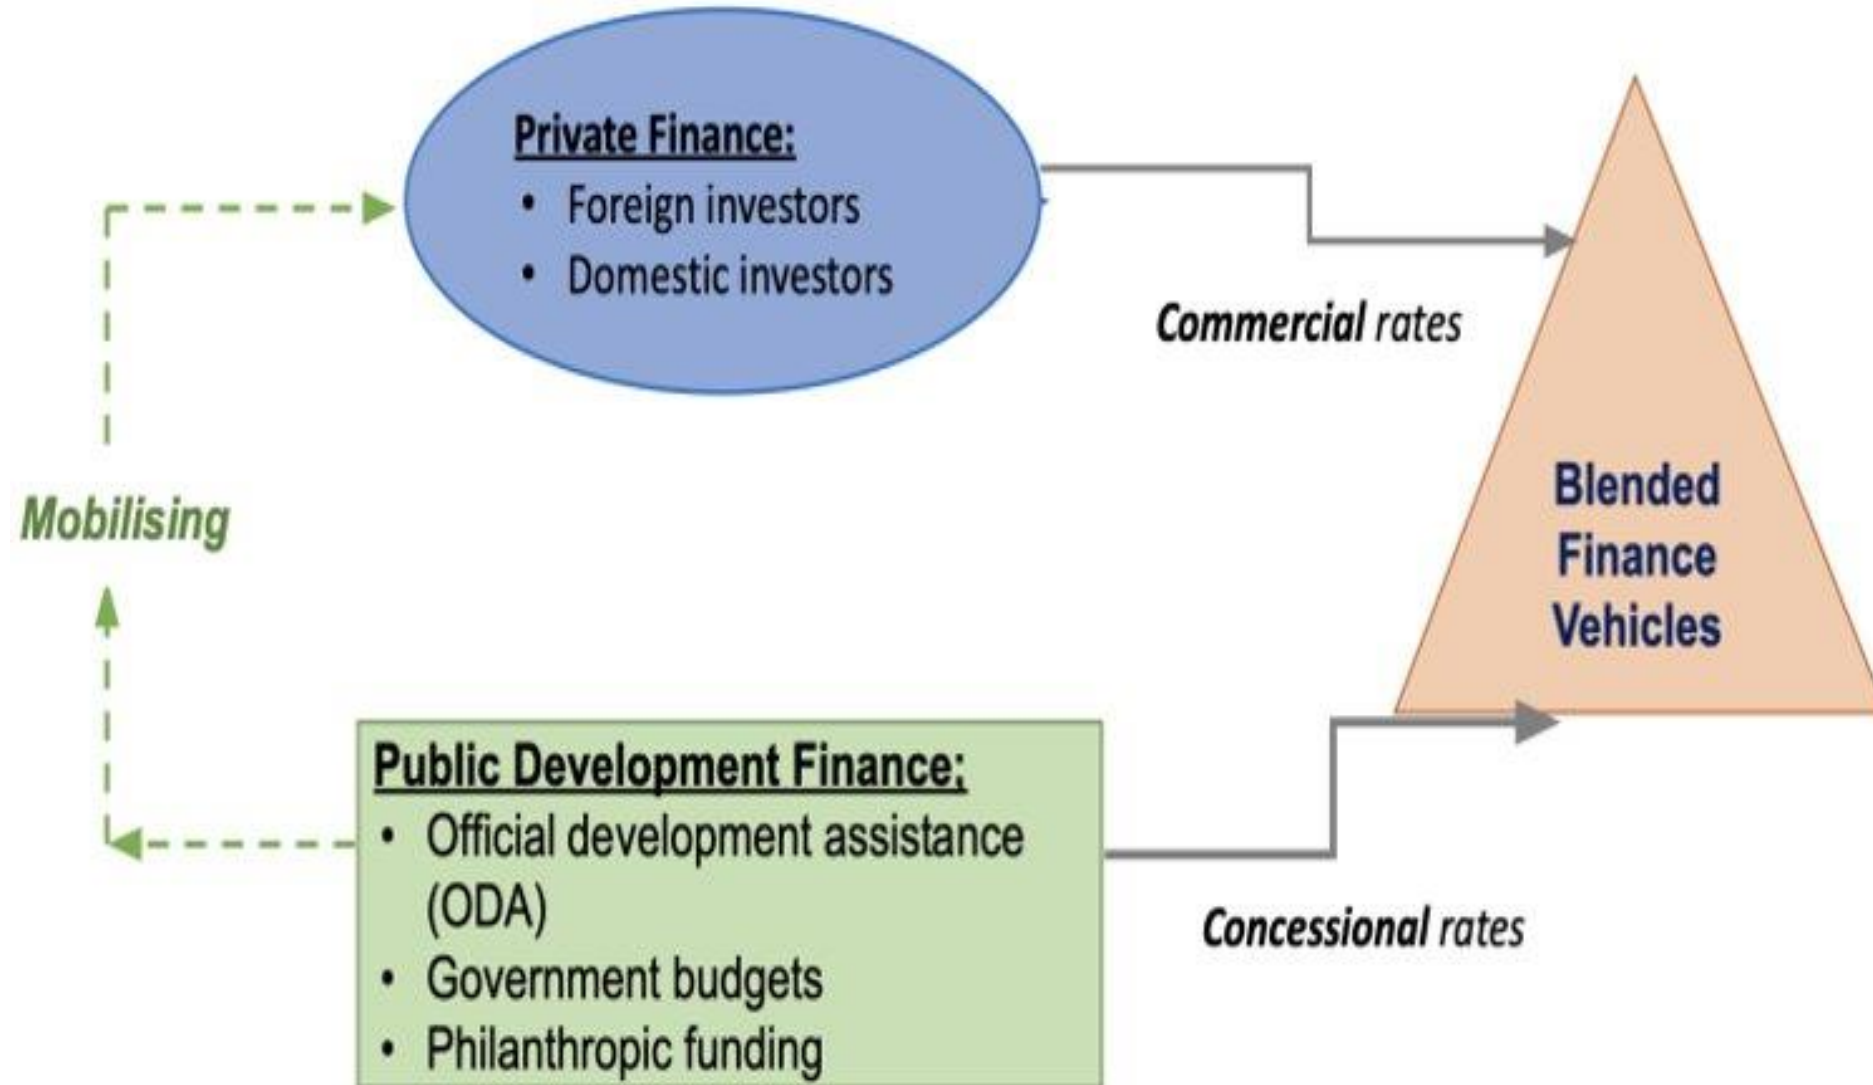 Private Finance:
• Foreign investors
• Domestic investors
Commercial rates
Blended
Finance
Vehicles
Mobilising
Public Development Finance;
• Official development assistance
(ODA)
• Government budgets
• Philanthropic funding
Concessional rates